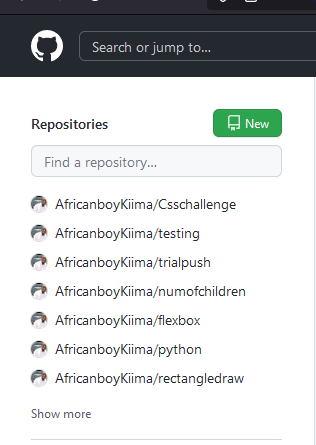 Search or jump to...
Repositories
New
Find a repository...
AfricanboyKiima/Csschallenge
AfricanboyKiima/testing
AfricanboyKiima/trialpush
AfricanboyKiima/numofchildren
AfricanboyKiima/flexbox
AfricanboyKiima/python
AfricanboyKiima/rectangledraw
Show more